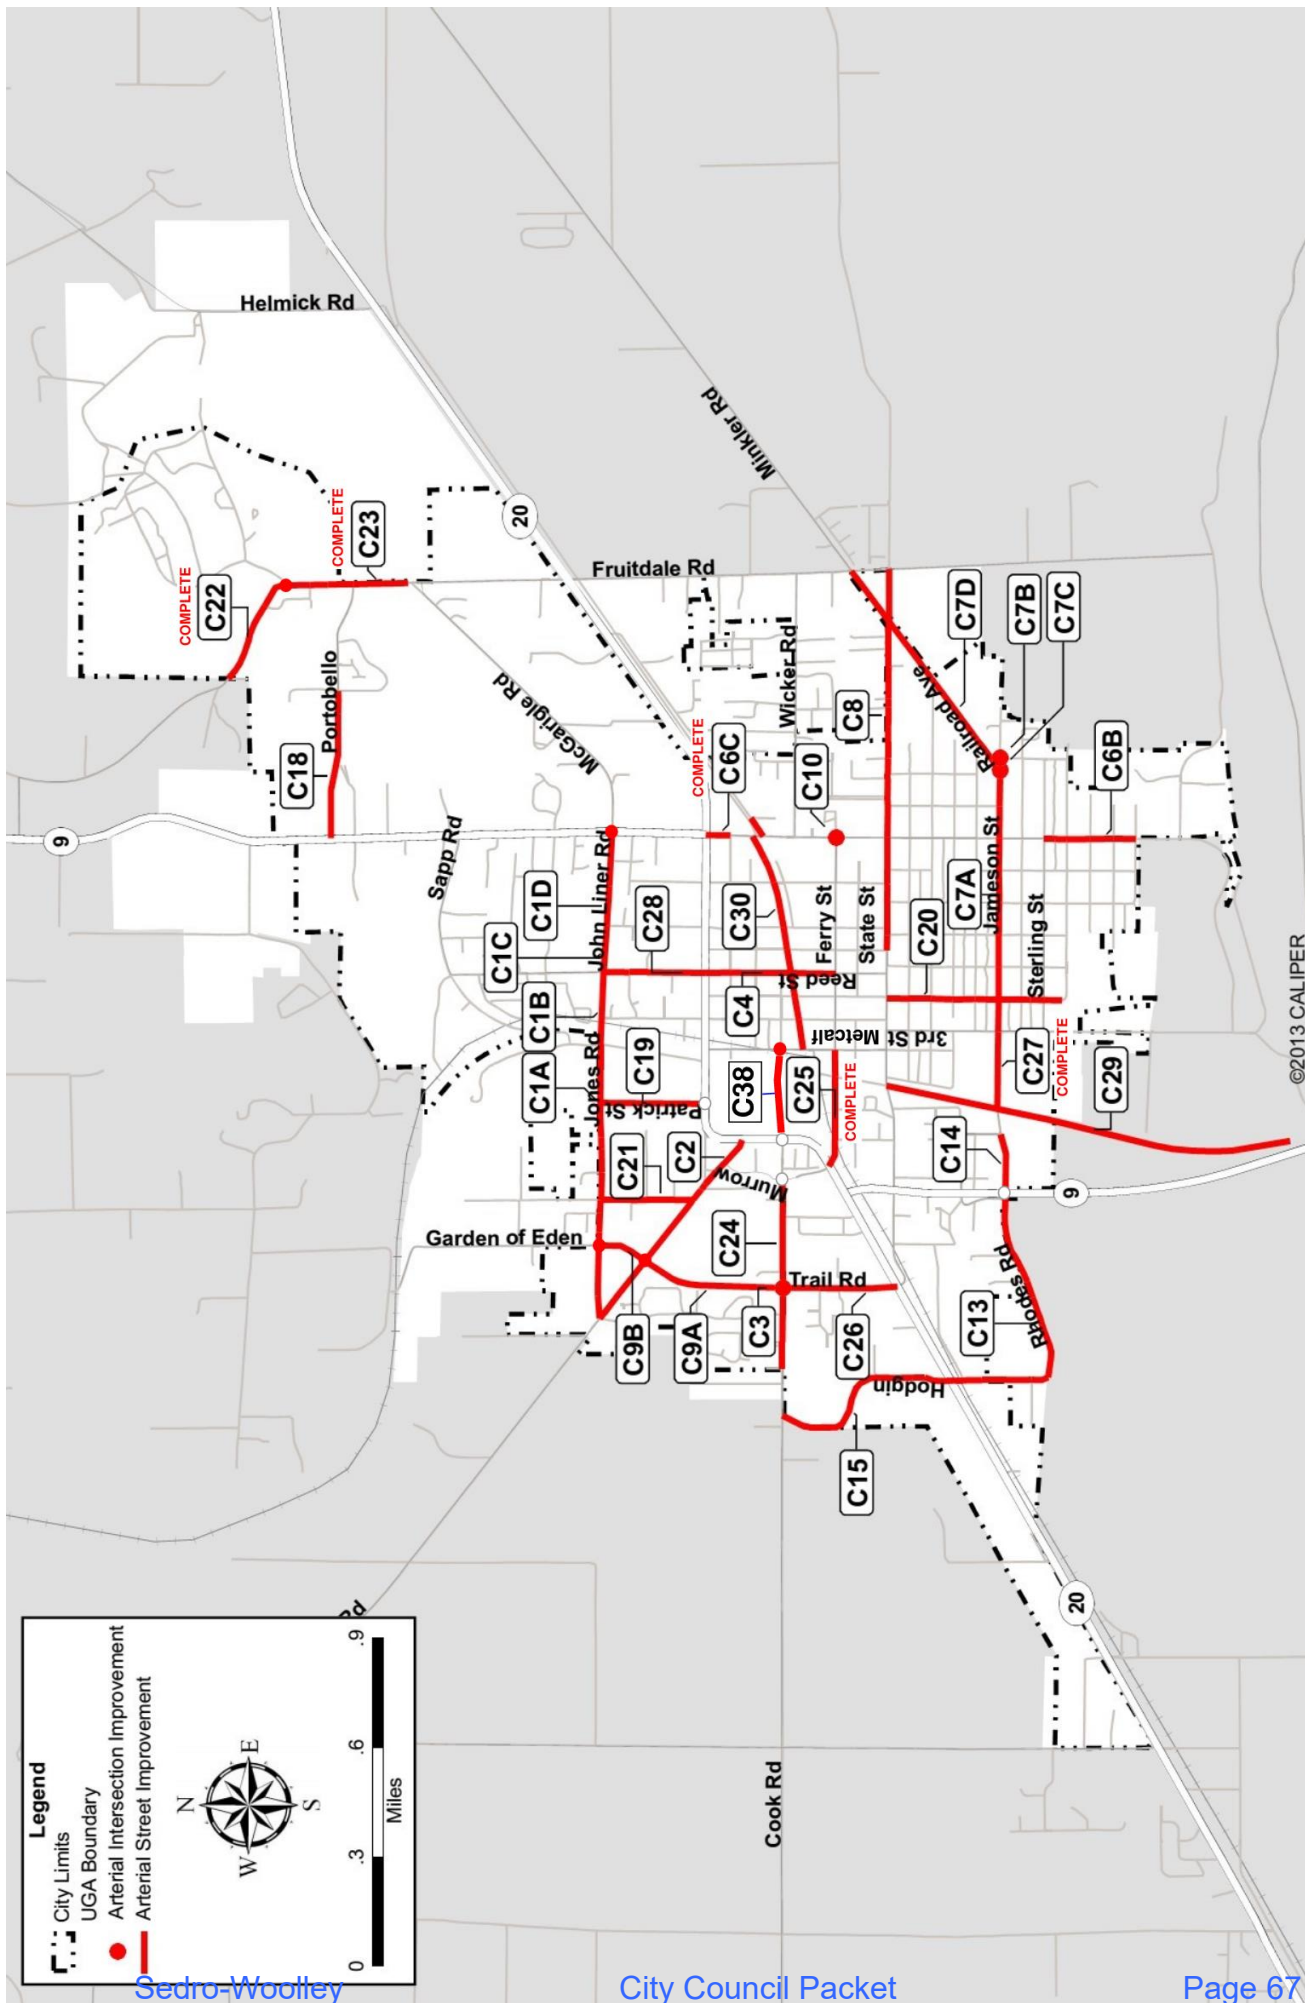 Helmick Rd
COMPLETE
C22
COMPLETE
C23
20
Fruitdale Rd
Minkler Rd
Portobello
C18
McGarigle Rd
9
Sapp Rd
COMPLETE
C6C
Wicker Rd
C10
C8
Railroad Ave
C7D
C7B
C7C
C6B
John Liner Rd
C1D
C1C
C28
C30
Ferry St
State St
C20
C7A
Jameson St
Sterling St
Reed St
C4
C1B
C1A
Jones Rd
C19
Patrick St
Metcalf
3rd St
C38
C25
COMPLETE
C27
COMPLETE
C29
C21
C2
Murrow
C14
9
Garden of Eden
C24
Trail Rd
C9B
C9A
C3
C26
Rhodes Rd
C13
Hodgin
C15
20
Rd
Cook Rd
©2013 CALIPER
Legend
City Limits
UGA Boundary
Arterial Intersection Improvement
Arterial Street Improvement
N
W
E
S
0
.3
.6
.9
Miles
Sedro-Woolley
City Council Packet
Page 67